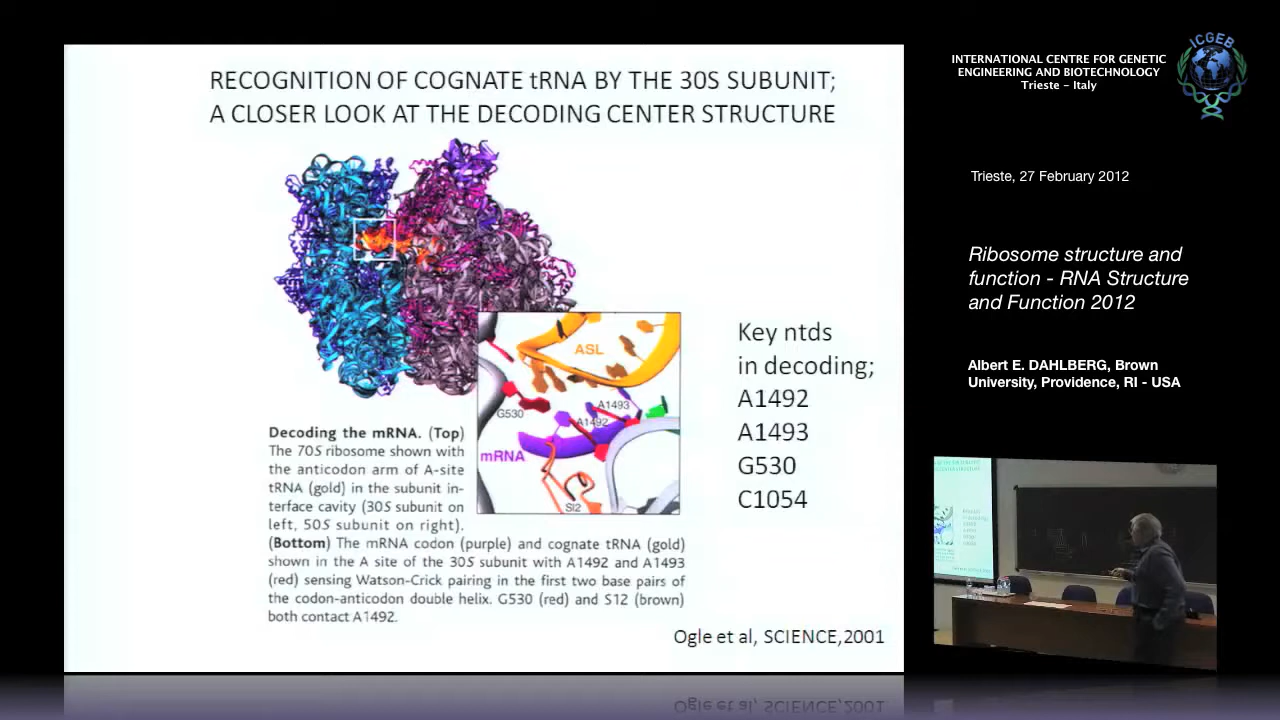 RECOGNITION OF COGNATE tRNA BY THE 30S SUBUNIT;
A CLOSER LOOK AT THE DECODING CENTER STRUCTURE
ASL
G530
A1493
A1492
mRNA
S12
Key ntds
in decoding;
A1492
A1493
G530
C1054
Decoding the mRNA. (Top)
The 70S ribosome shown with
the anticodon arm of A-site
tRNA (gold) in the subunit in-
terface cavity (30S subunit on
left, 50S subunit on right).
(Bottom) The mRNA codon (purple) and cognate tRNA (gold)
shown in the A site of the 30S subunit with A1492 and A1493
(red) sensing Watson-Crick pairing in the first two base pairs of
the codon-anticodon double helix. G530 (red) and S12 (brown)
both contact A1492.
Ogle et al, SCIENCE,2001
INTERNATIONAL CENTRE FOR GENETIC
ENGINEERING AND BIOTECHNOLOGY
Trieste - Italy
ICGEB
Trieste, 27 February 2012
Ribosome structure and
function - RNA Structure
and Function 2012
Albert E. DAHLBERG, Brown
University, Providence, RI - USA